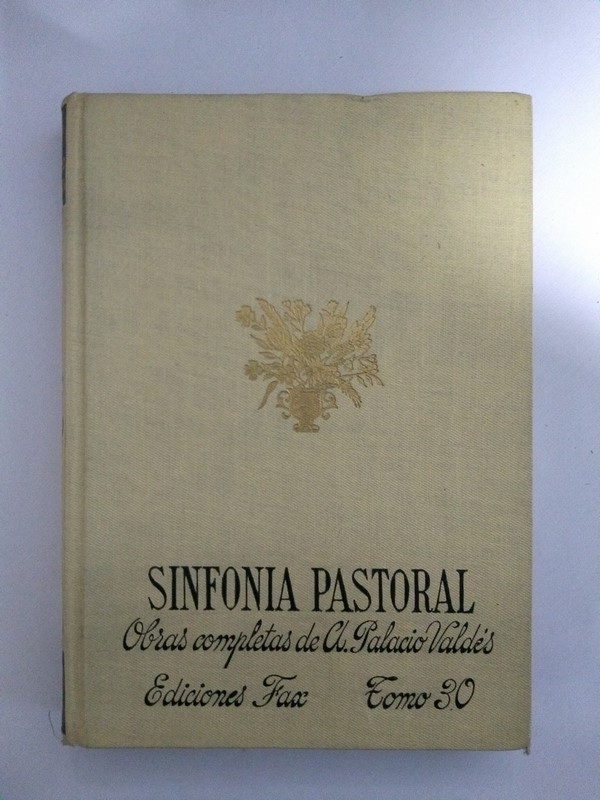 SINFONIA PASTORAL
Obras completas de A. Palacio Valdés
Ediciones Fax Tomo 30